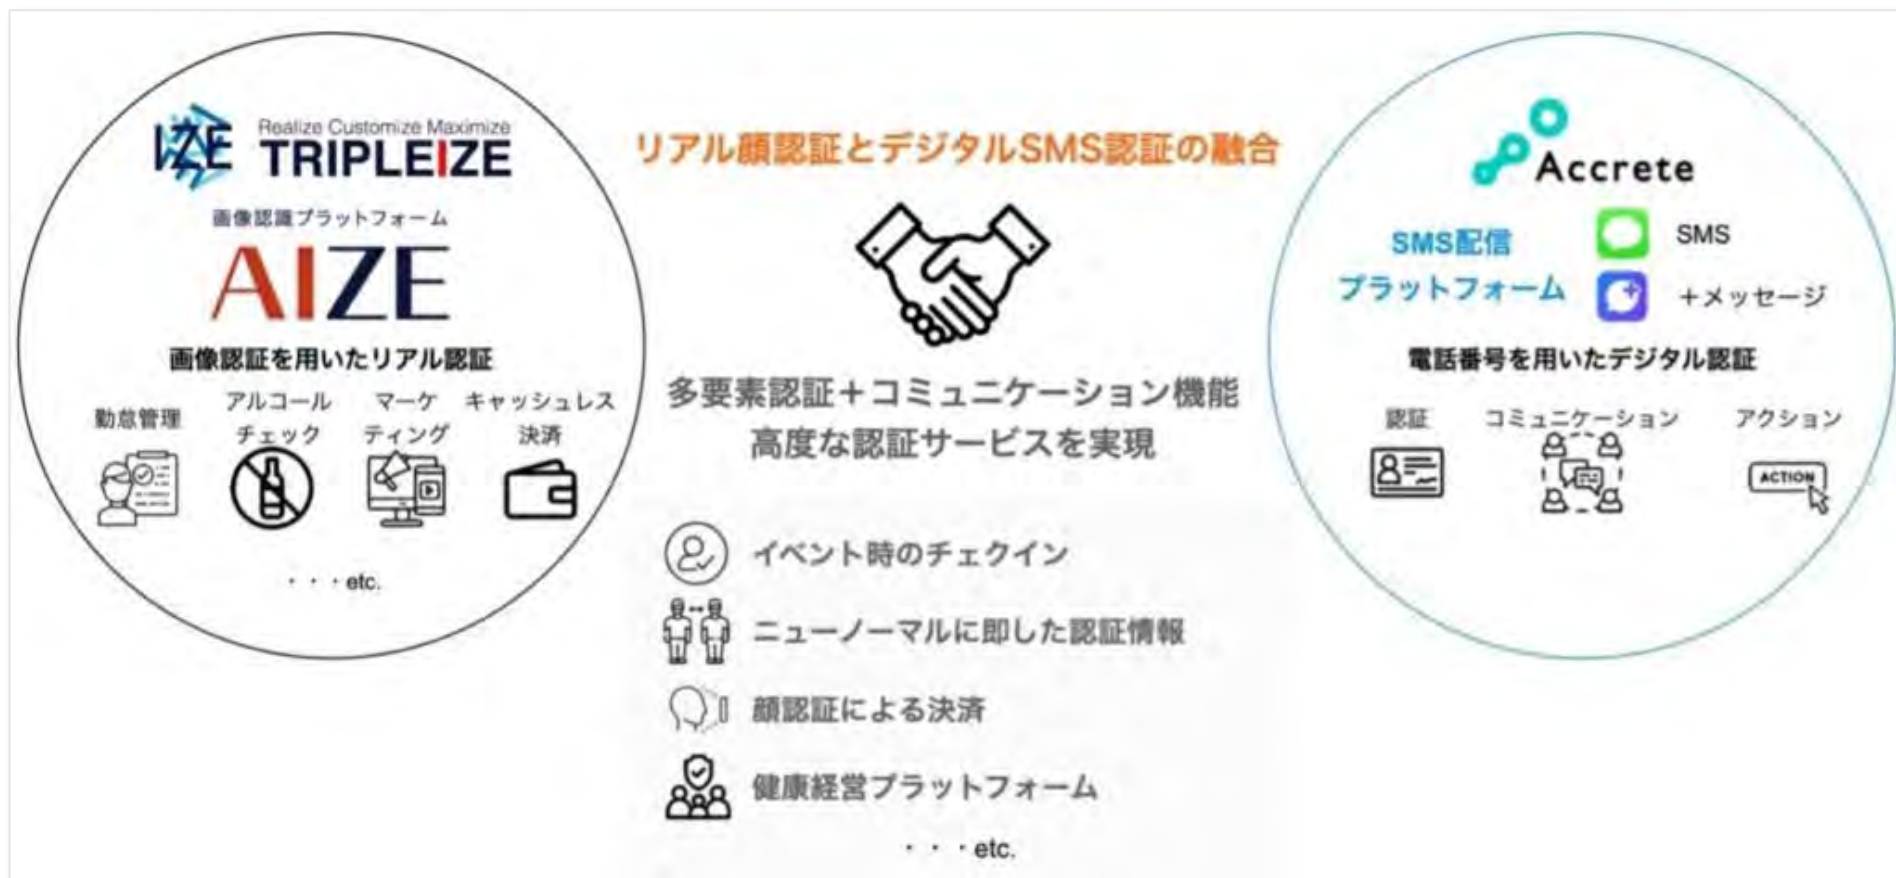 IZE
Realize Customize Maximize
TRIPLEIZE
画像認識プラットフォーム
AIZE
画像認証を用いたリアル認証
勤怠管理
アルコール
チェック
マーケ
ティング
キャッシュレス
決済
・・・etc.
リアル顔認証とデジタルSMS認証の融合
多要素認証＋コミュニケーション機能
高度な認証サービスを実現
イベント時のチェクイン
ニューノーマルに即した認証情報
顔認証による決済
健康経営プラットフォーム
・・・etc.
Accrete
SMS配信
プラットフォーム
SMS
＋メッセージ
電話番号を用いたデジタル認証
認証
コミュニケーション
アクション
ACTION